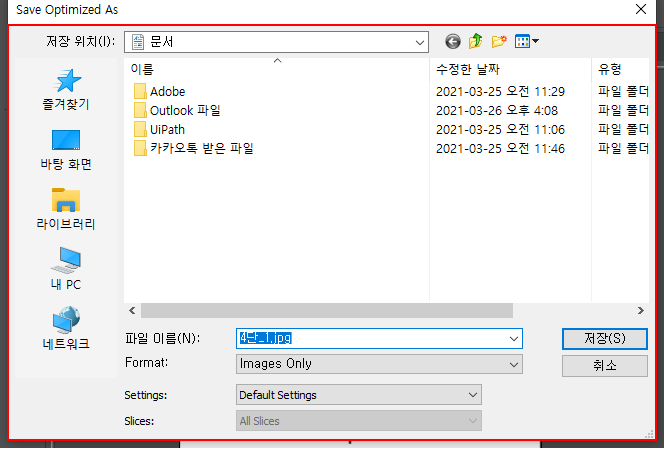 Save Optimized As
저장 위치(I): 문서
이름 수정한 날짜 유형
Adobe 2021-03-25 오전 11:29 파일 폴더
Outlook 파일 2021-03-26 오후 4:08 파일 폴더
UiPath 2021-03-25 오전 11:06 파일 폴더
카카오톡 받은 파일 2021-03-25 오전 11:46 파일 폴더
즐겨찾기
바탕 화면
라이브러리
내 PC
네트워크
파일 이름(N): 4단_1.jpg 저장(S)
Format: Images Only 취소
Settings: Default Settings
Slices: All Slices